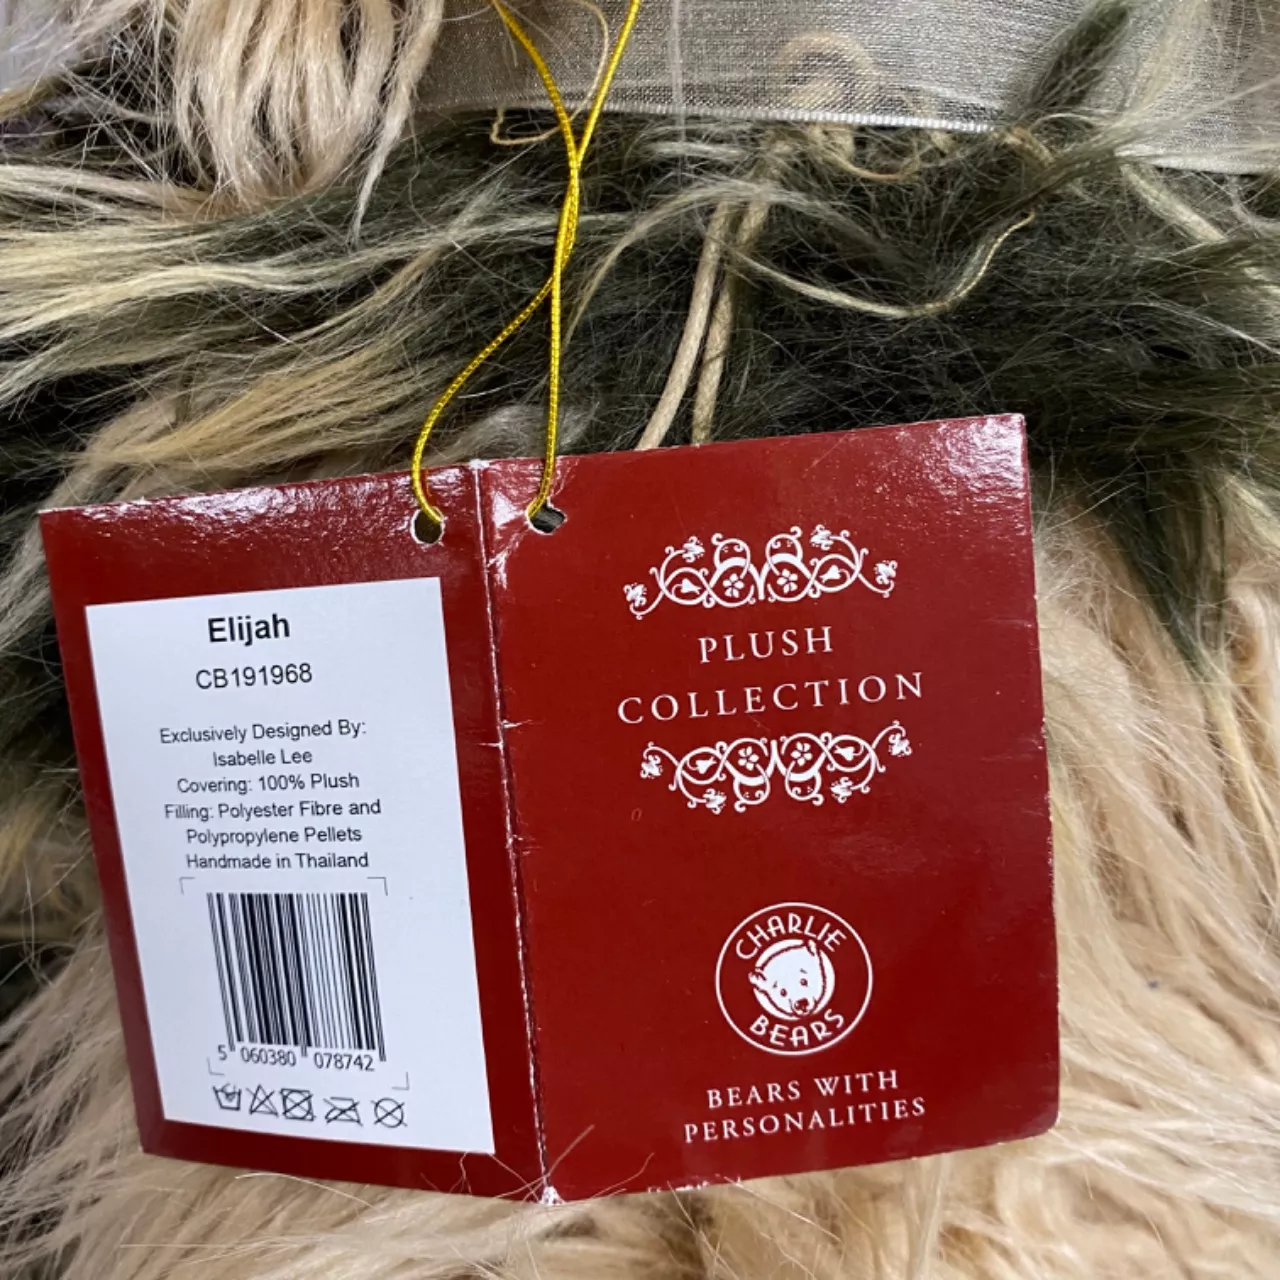 Elijah
CB191968
Exclusively Designed By:
Isabelle Lee
Covering: 100% Plush
Filling: Polyester Fibre and
Polypropylene Pellets
Handmade in Thailand
5 060380 078742
PLUSH
COLLECTION
CHARLIE
BEARS
BEARS WITH
PERSONALITIES